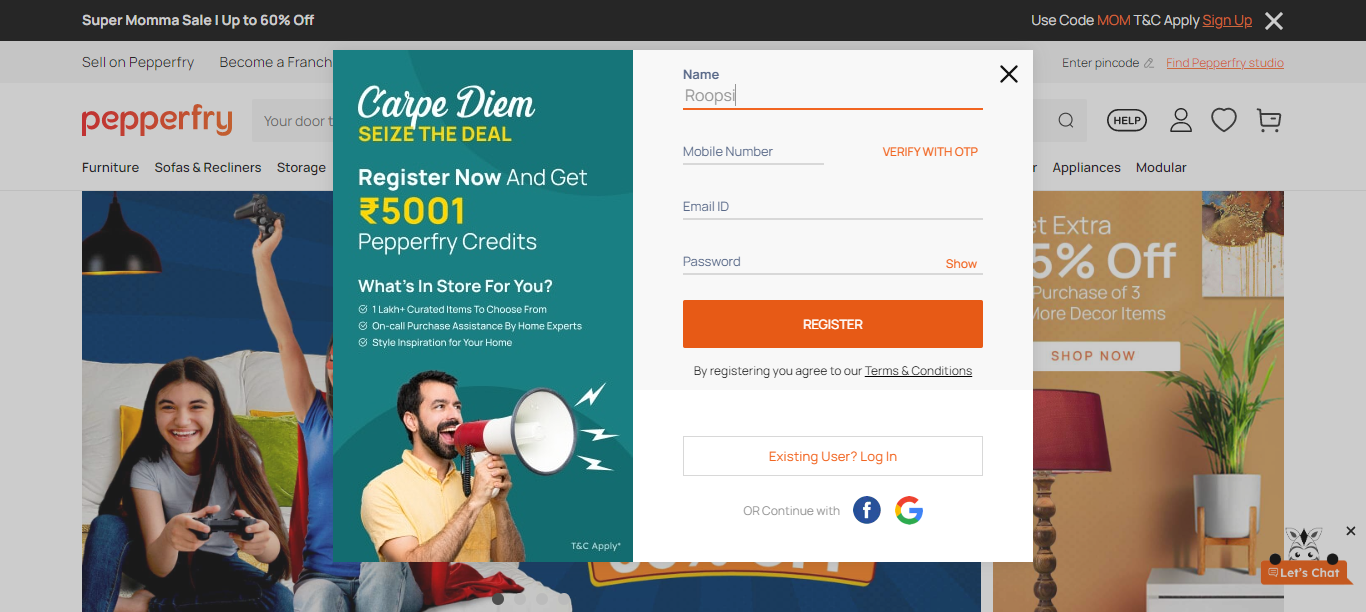 Super Momma Sale | Up to 60% Off
Use Code MOM T&C Apply Sign Up
Sell on Pepperfry
Become a Franch
Enter pincode
Find Pepperfry studio
pepperfry
Your door t
HELP
Furniture
Sofas & Recliners
Storage
Appliances
Modular
Carpe Diem
SEIZE THE DEAL
Register Now And Get
₹5001
Pepperfry Credits
What's In Store For You?
1 Lakh+ Curated Items To Choose From
On-call Purchase Assistance By Home Experts
Style Inspiration for Your Home
T&C Apply*
Name
Roopsi
Mobile Number
VERIFY WITH OTP
Email ID
Password
Show
REGISTER
By registering you agree to our Terms & Conditions
Existing User? Log In
OR Continue with
et Extra
5% Off
Purchase of 3
More Decor Items
SHOP NOW
Let's Chat